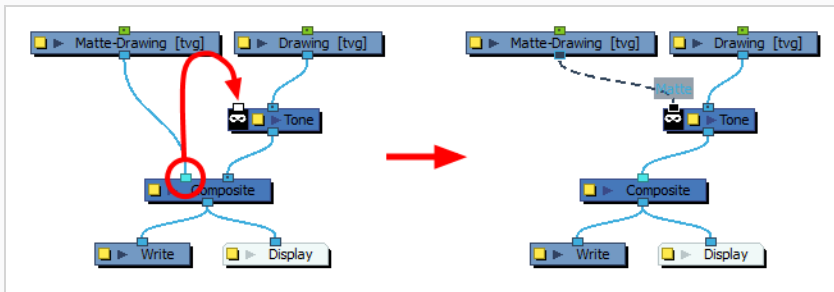 Matte-Drawing [tvg]
Drawing [tvg]
Tone
Composite
Write
Display
Matte-Drawing [tvg]
Drawing [tvg]
Matte
Tone
Composite
Write
Display